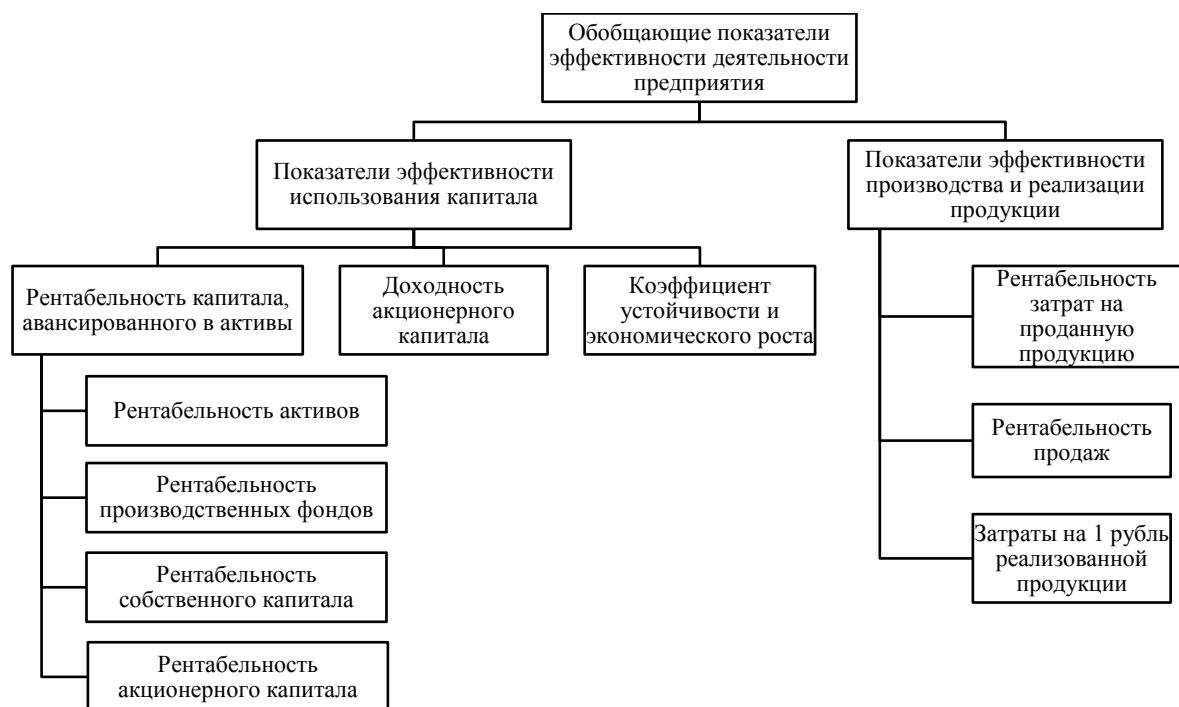 Обобщающие показатели
эффективности деятельности
предприятия
Показатели эффективности
использования капитала
Показатели эффективности
производства и реализации
продукции
Рентабельность капитала,
авансированного в активы
Доходность
акционерного
капитала
Коэффициент
устойчивости и
экономического роста
Рентабельность
затрат на
проданную
продукцию
Рентабельность активов
Рентабельность
продаж
Рентабельность
производственных фондов
Затраты на 1 рубль
реализованной
продукции
Рентабельность
собственного капитала
Рентабельность
акционерного капитала